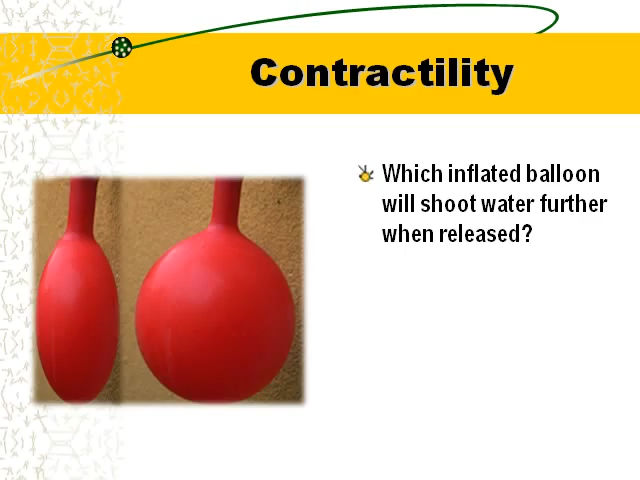 Contractility
Which inflated balloon
will shoot water further
when released?